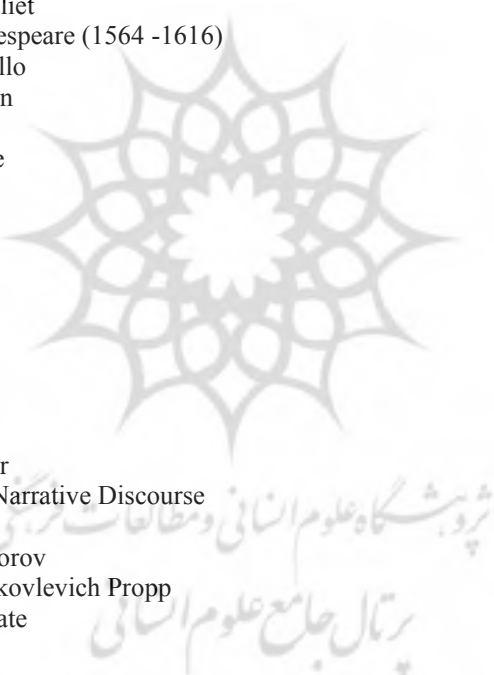 liet
espeare (1564 -1616)
llo
n
e
r
Narrative Discourse
پژوهشگاه علوم انسانی و مطالعات فرهنگی
orov
kovlevich Propp
پرتال جامع علوم انسانی
ate